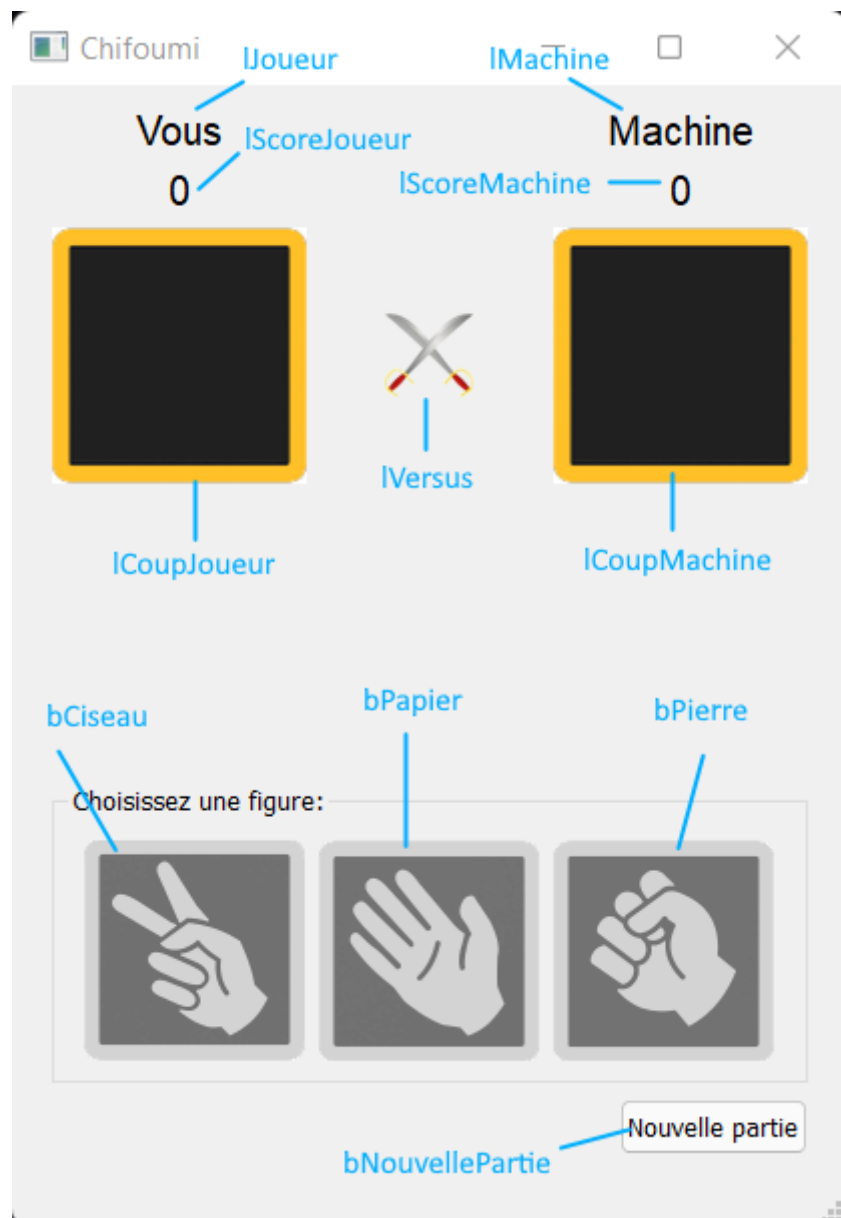 Chifoumi
lJoueur
lMachine
Vous
Machine
lScoreJoueur
0
lScoreMachine
0
lVersus
lCoupJoueur
lCoupMachine
bCiseau
bPapier
bPierre
Choisissez une figure:
Nouvelle partie
bNouvellePartie